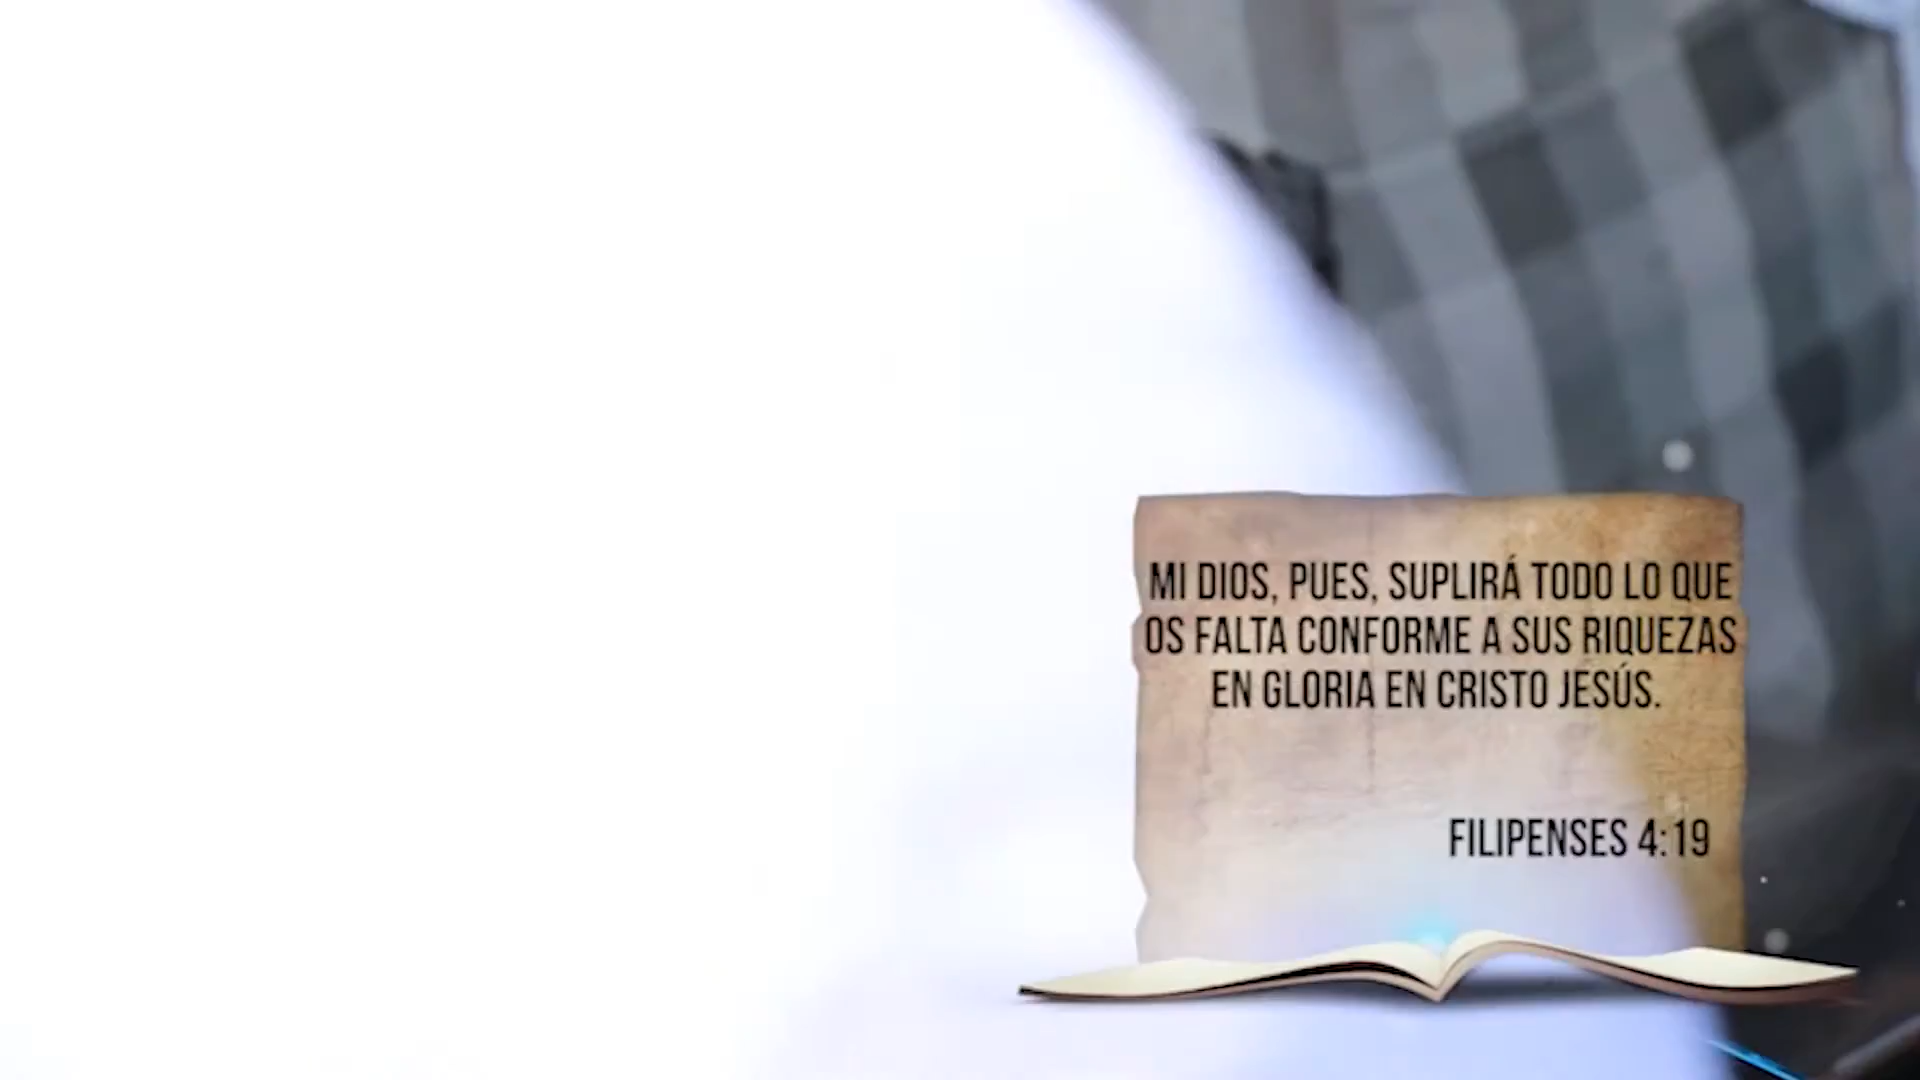 MI DIOS, PUES, SUPLIRÁ TODO LO QUE
OS FALTA CONFORME A SUS RIQUEZAS
EN GLORIA EN CRISTO JESÚS.
FILIPENSES 4:19